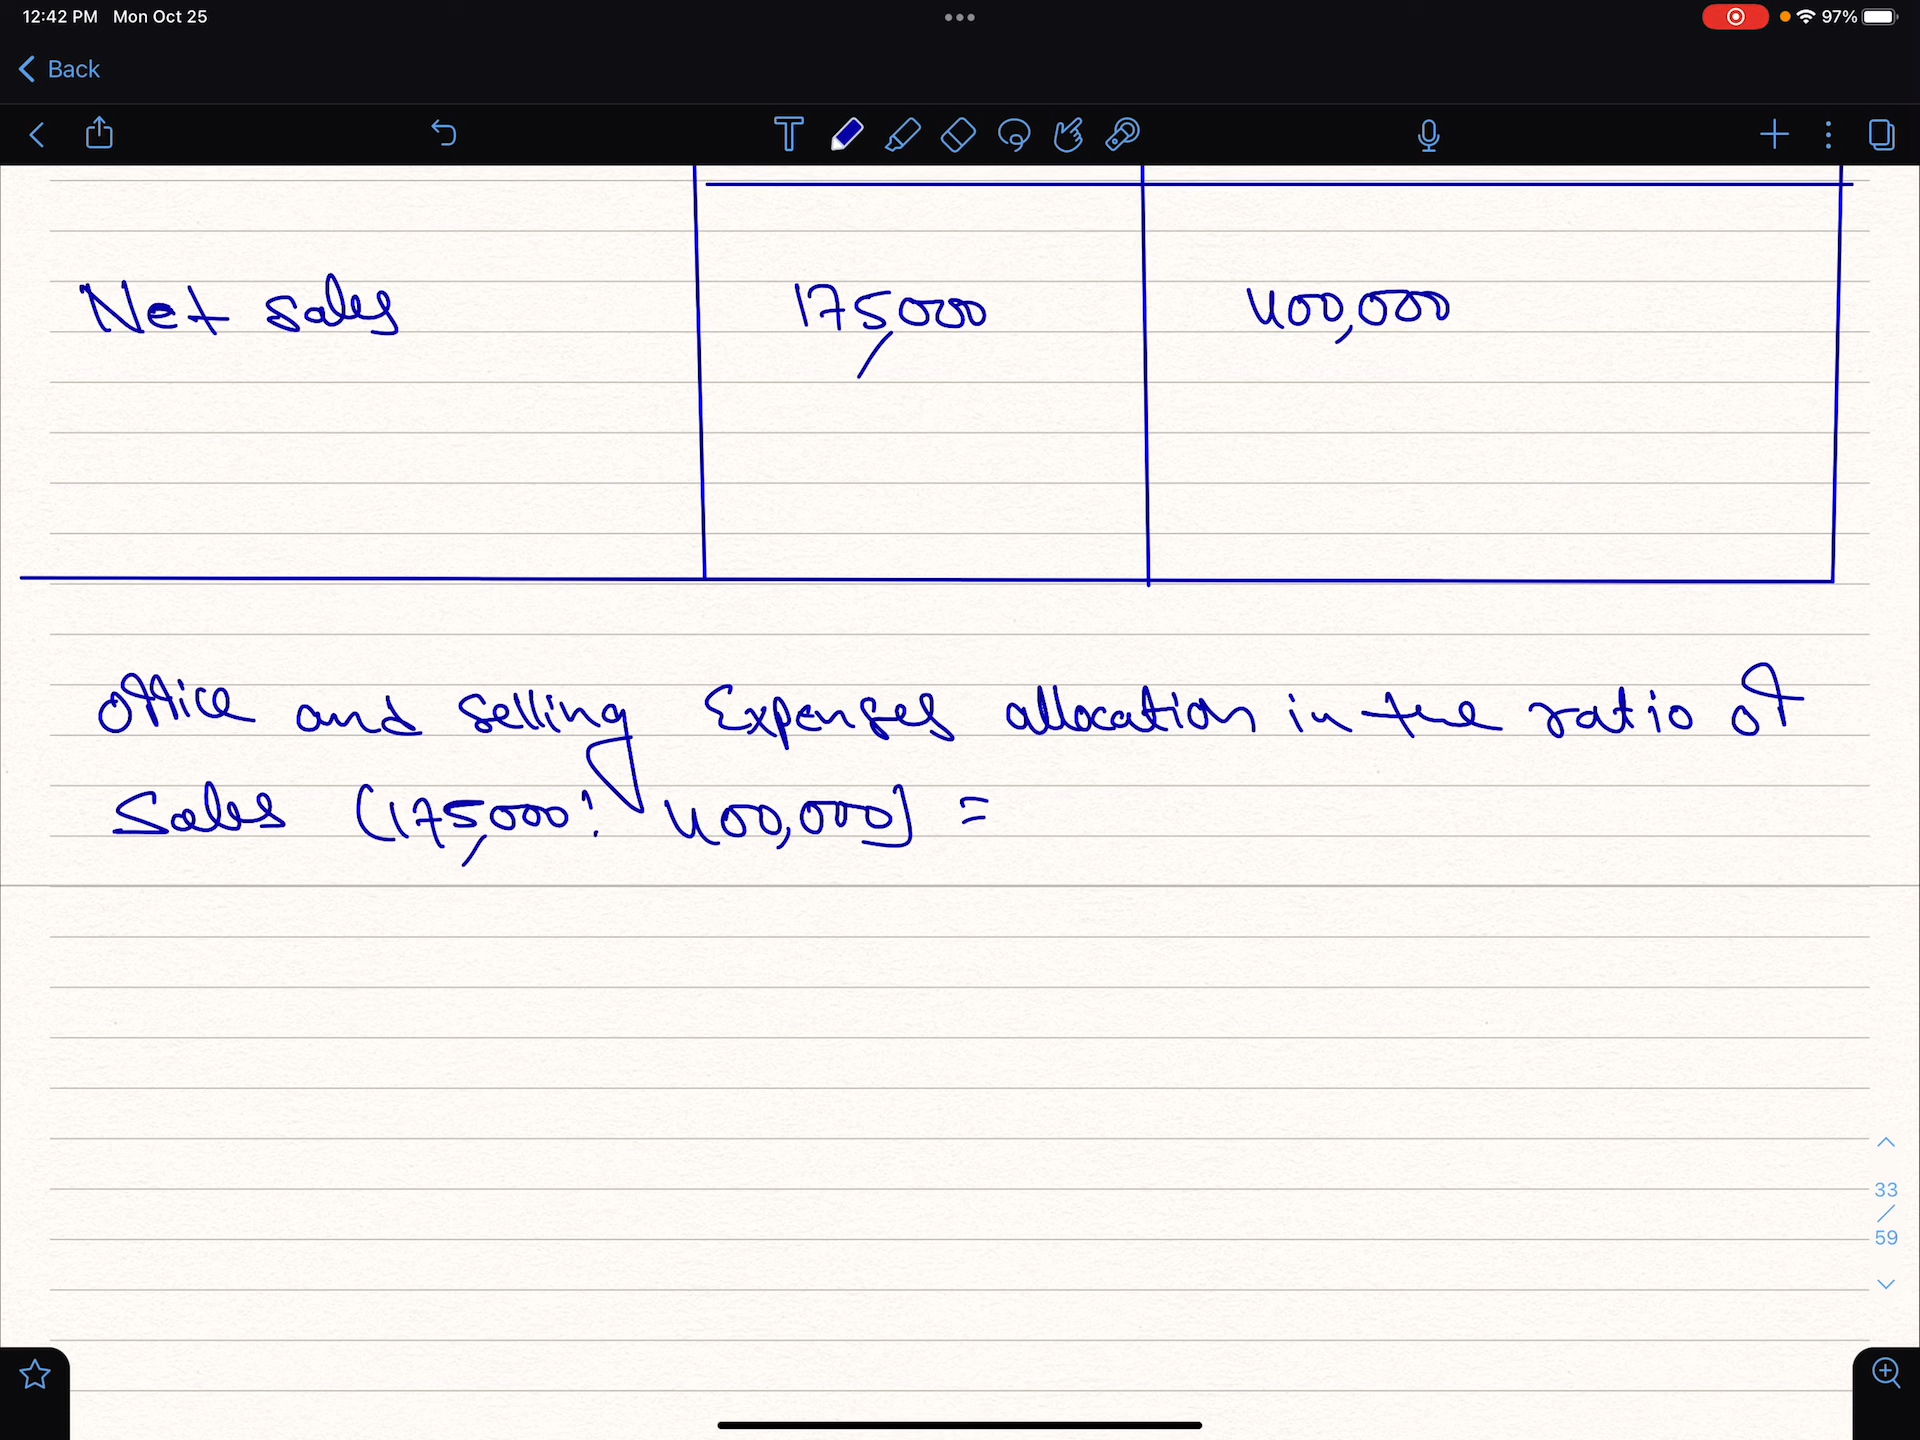 12:42 PM Mon Oct 25
97%
Back
Net sales 175,000 400,000
Office and selling Expenses allocation in the ratio of
Sales (175,000: 400,000) =
33
/
59